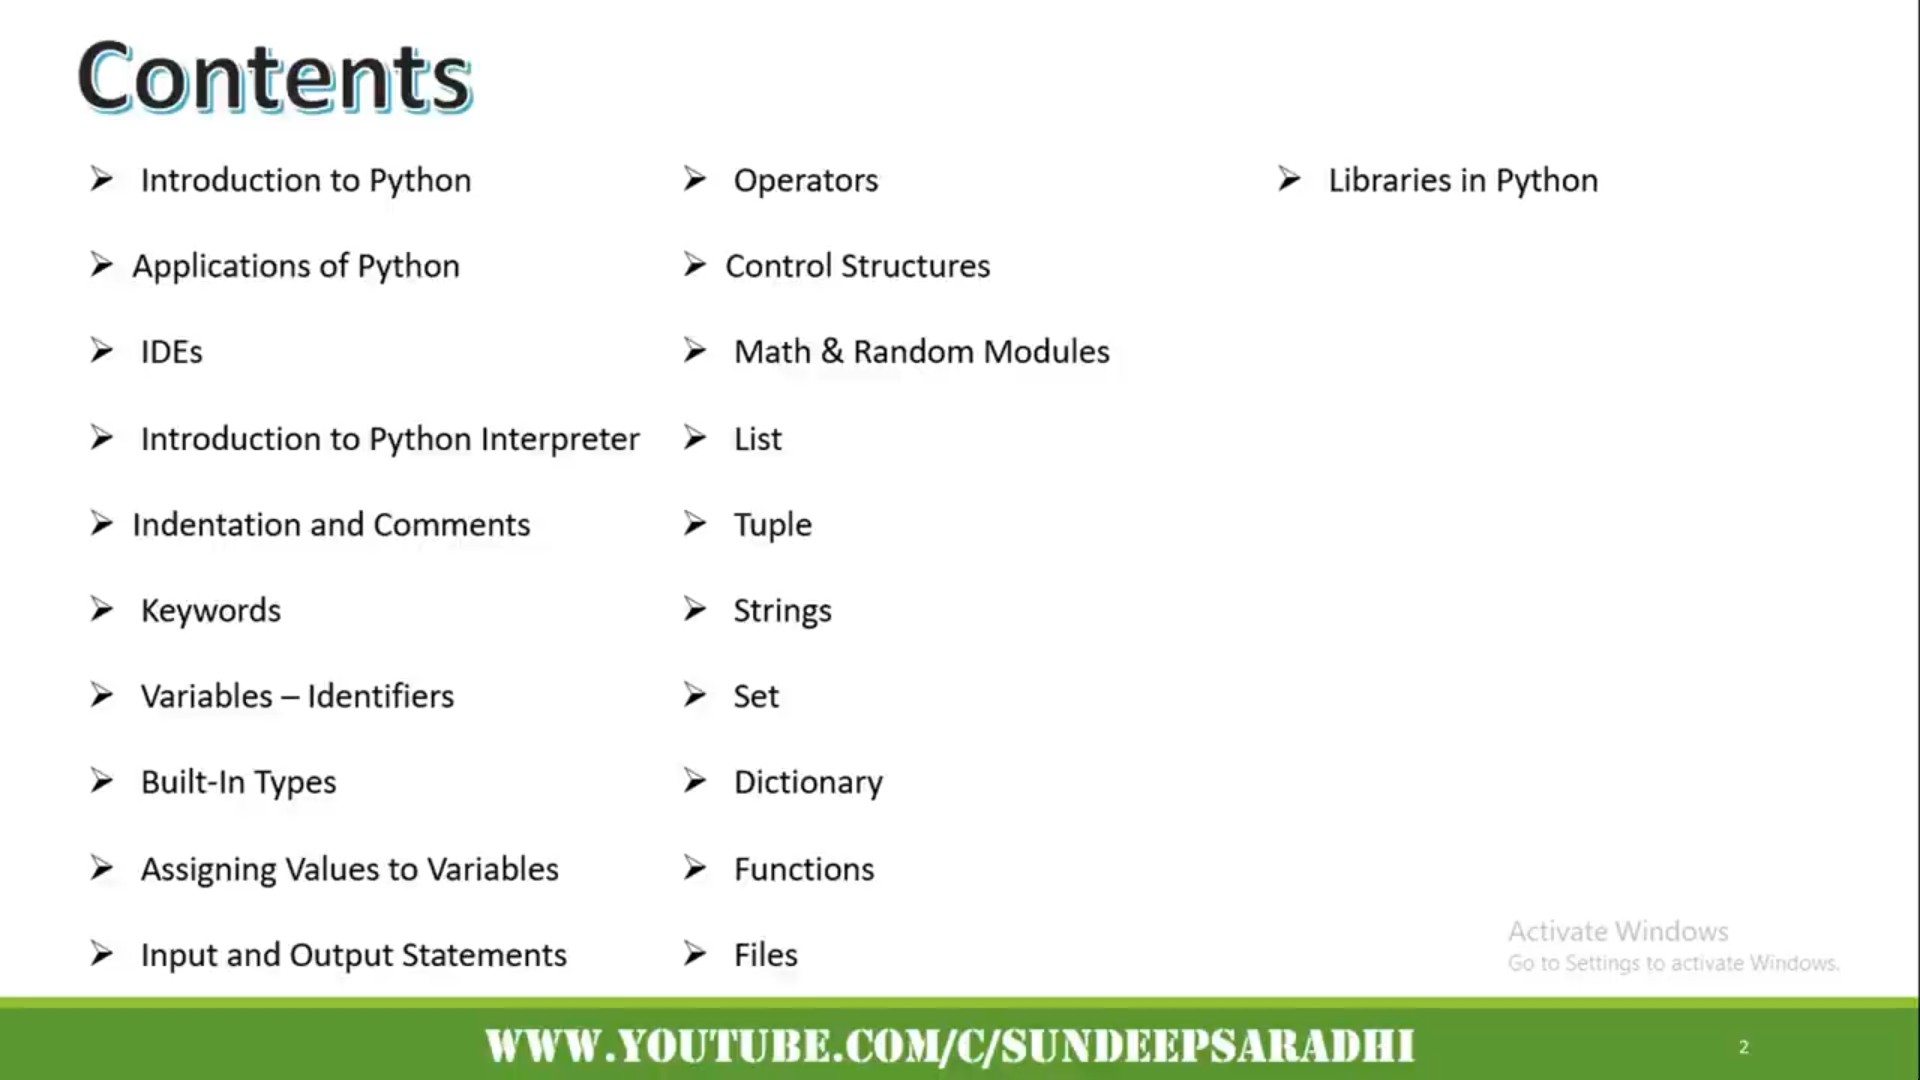 Contents
➢ Introduction to Python
➢ Applications of Python
➢ IDEs
➢ Introduction to Python Interpreter
➢ Indentation and Comments
➢ Keywords
➢ Variables – Identifiers
➢ Built-In Types
➢ Assigning Values to Variables
➢ Input and Output Statements
➢ Operators
➢ Control Structures
➢ Math & Random Modules
➢ List
➢ Tuple
➢ Strings
➢ Set
➢ Dictionary
➢ Functions
➢ Files
➢ Libraries in Python
Activate Windows
Go to Settings to activate Windows.
WWW.YOUTUBE.COM/C/SUNDEEPSARADHI
2